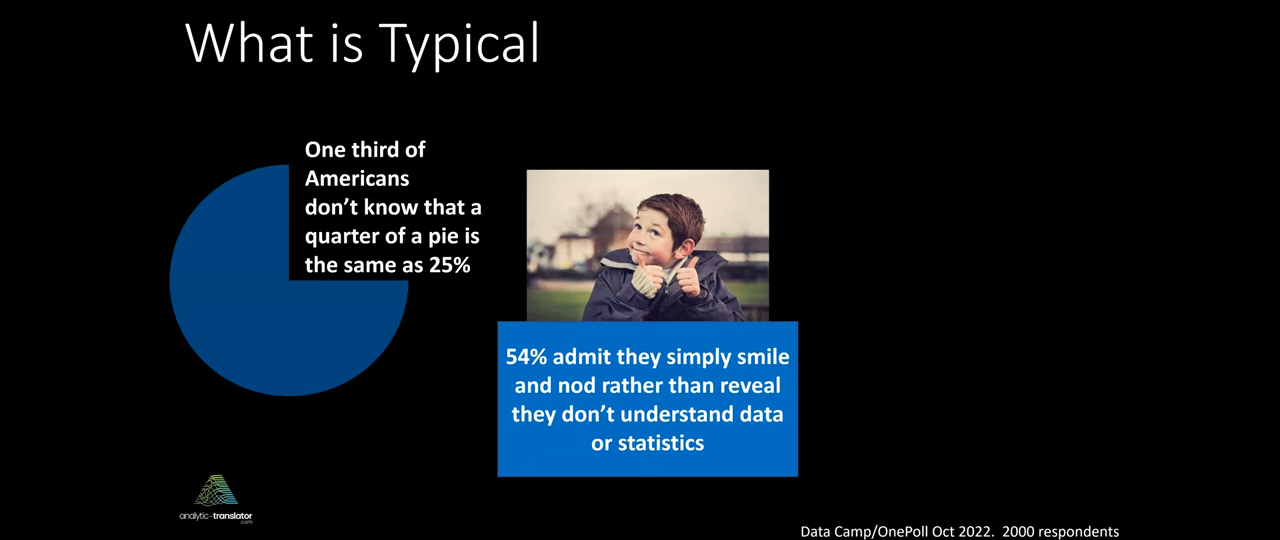 What is Typical
One third of
Americans
don’t know that a
quarter of a pie is
the same as 25%
54% admit they simply smile
and nod rather than reveal
they don’t understand data
or statistics
analytic-translator
.com
Data Camp/OnePoll Oct 2022.  2000 respondents